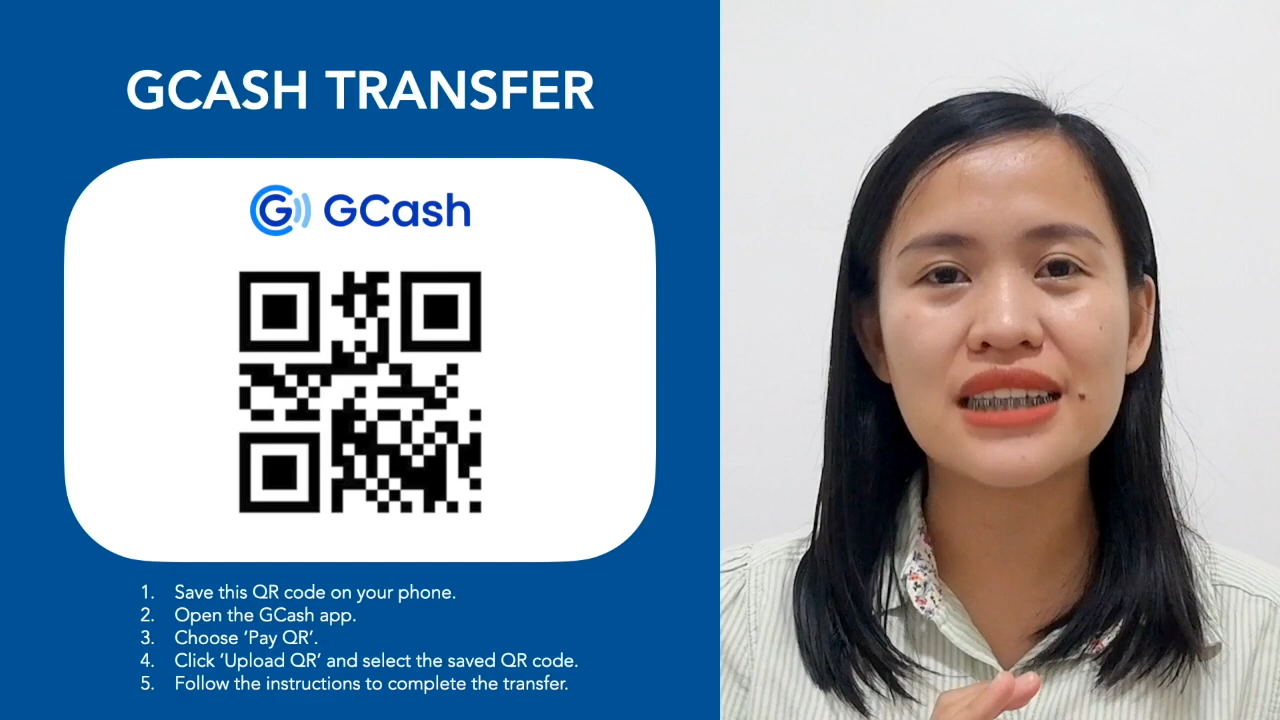 GCASH TRANSFER
GCash
1. Save this QR code on your phone.
2. Open the GCash app.
3. Choose ‘Pay QR’.
4. Click ‘Upload QR’ and select the saved QR code.
5. Follow the instructions to complete the transfer.